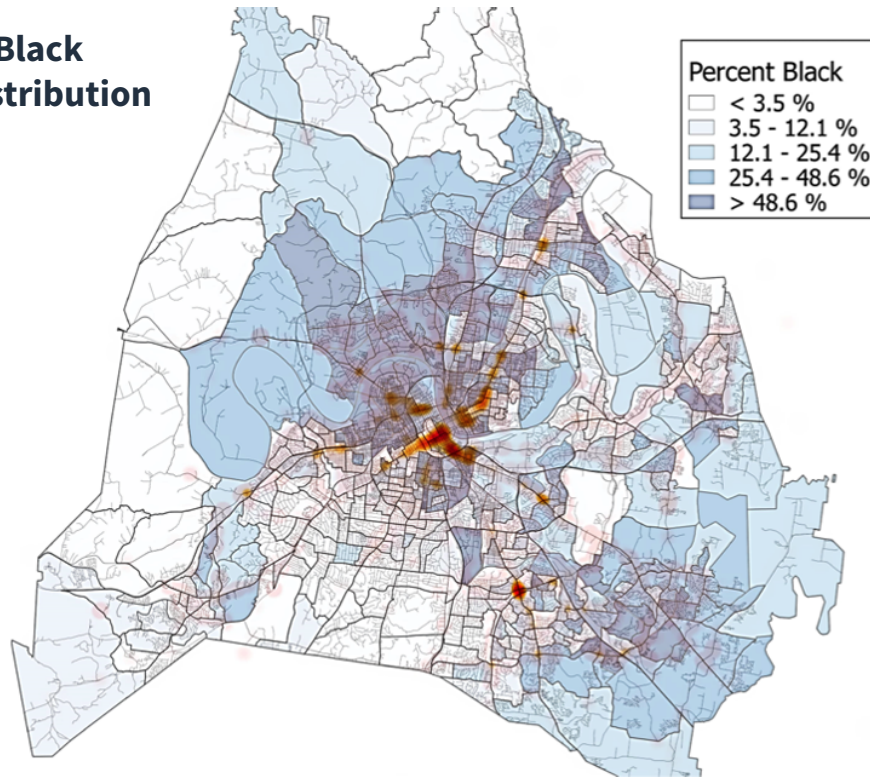 Black
stribution
Percent Black
< 3.5 %
3.5 - 12.1 %
12.1 - 25.4 %
25.4 - 48.6 %
> 48.6 %